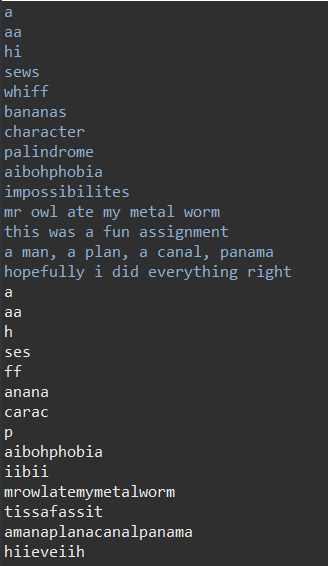 a
aa
hi
sews
whiff
bananas
character
palindrome
aibohphobia
impossibilites
mr owl ate my metal worm
this was a fun assignment
a man, a plan, a canal, panama
hopefully i did everything right
a
aa
h
ses
ff
anana
carac
p
aibohphobia
iibii
mrowlatemymetalworm
tissafassit
amanaplanacanalpanama
hiieveiih